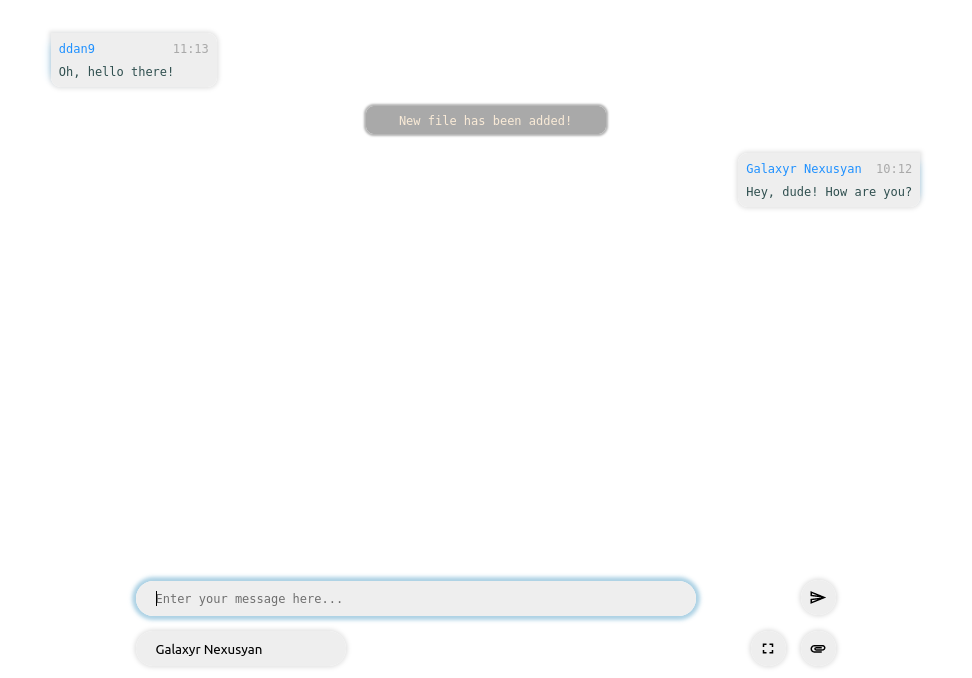 ddan9 11:13
Oh, hello there!
New file has been added!
Galaxyr Nexusyan 10:12
Hey, dude! How are you?
Enter your message here...
Galaxyr Nexusyan